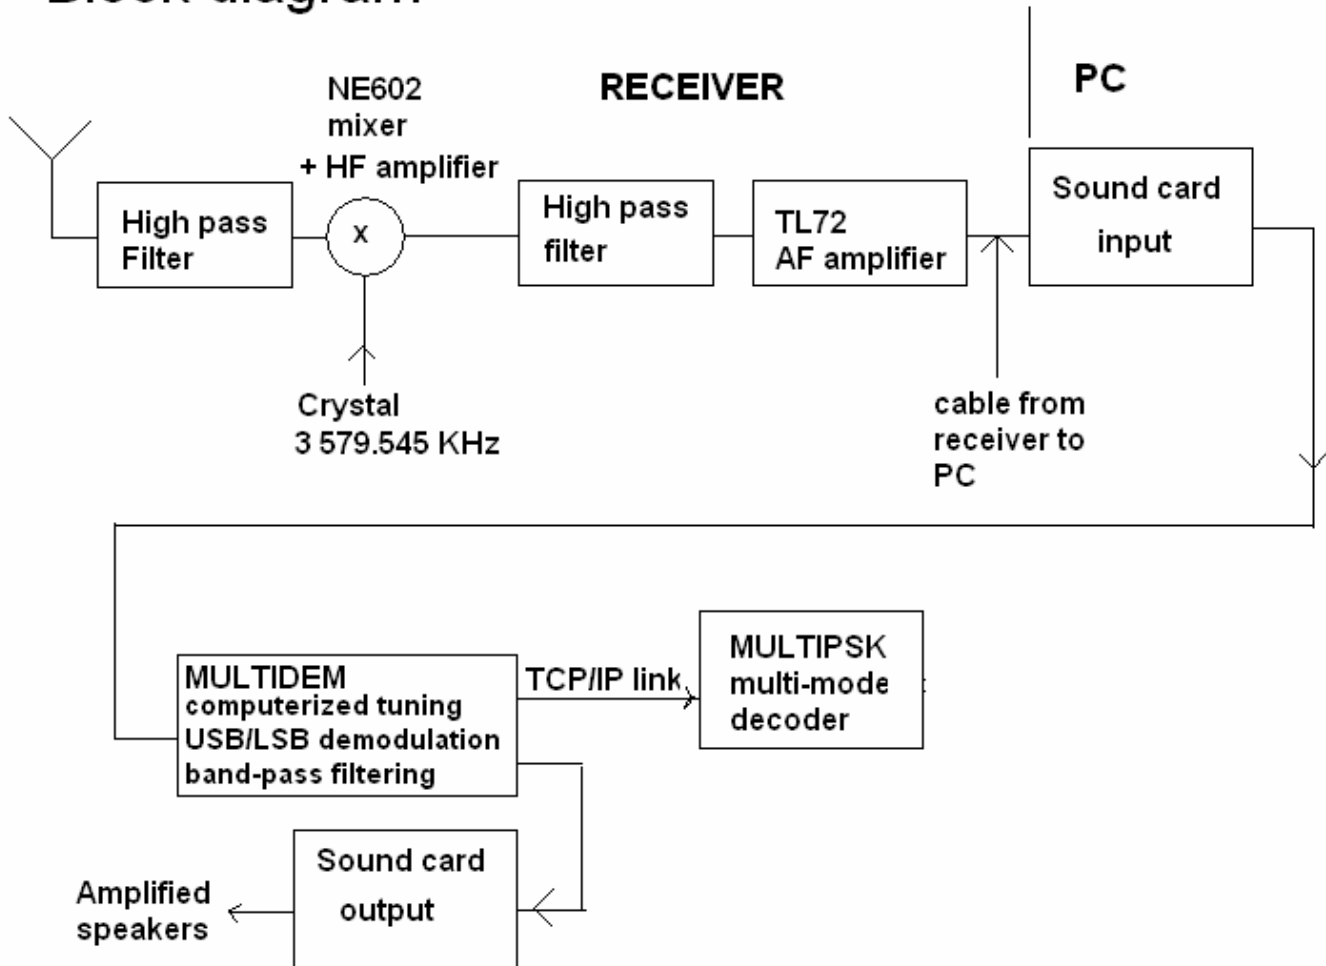 Block diagram
NE602
mixer
+ HF amplifier
RECEIVER
PC
High pass
Filter
X
High pass
filter
TL72
AF amplifier
Sound card
input
Crystal
3 579.545 KHz
cable from
receiver to
PC
MULTIDEM
computerized tuning
USB/LSB demodulation
band-pass filtering
TCP/IP link
MULTIPSK
multi-mode
decoder
Sound card
output
Amplified
speakers